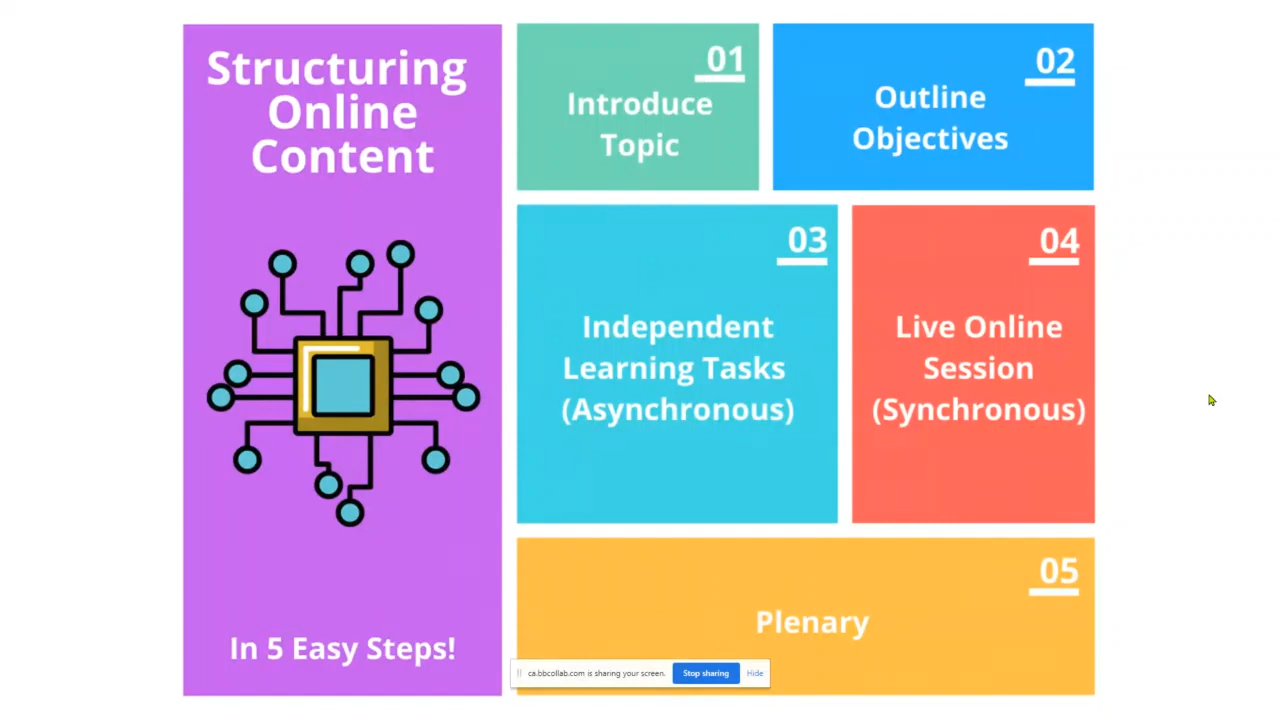 Structuring
Online
Content
In 5 Easy Steps!
01
Introduce
Topic
02
Outline
Objectives
03
Independent
Learning Tasks
(Asynchronous)
04
Live Online
Session
(Synchronous)
05
Plenary
ca.bbcollab.com is sharing your screen. Stop sharing Hide